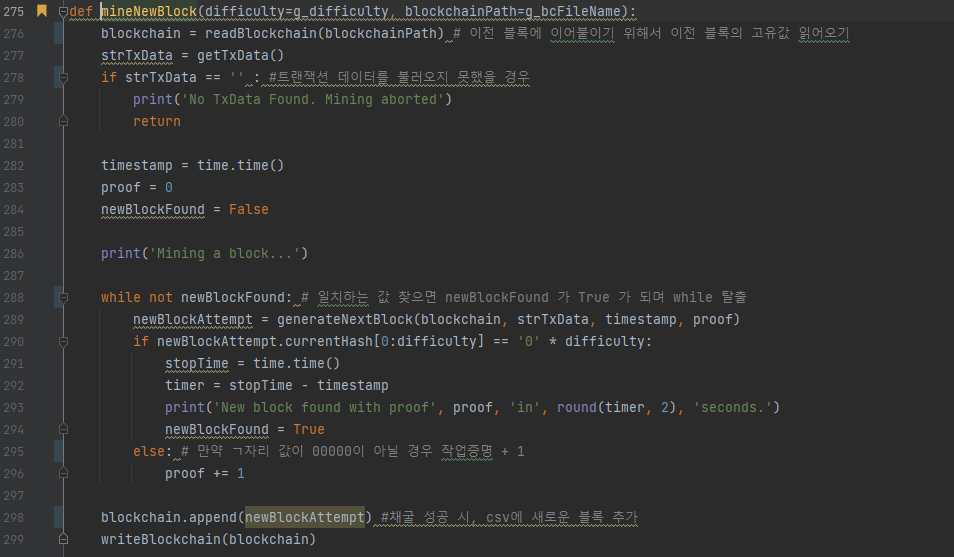 275 def mineNewBlock(difficulty=g_difficulty, blockchainPath=g_bcFileName):
276 blockchain = readBlockchain(blockchainPath) # 이전 블록에 이어붙이기 위해서 이전 블록의 고유값 읽어오기
277 strTxData = getTxData()
278 if strTxData == '' : #트랜잭션 데이터를 불러오지 못했을 경우
279 print('No TxData Found. Mining aborted')
280 return
281
282 timestamp = time.time()
283 proof = 0
284 newBlockFound = False
285
286 print('Mining a block...')
287
288 while not newBlockFound: # 일치하는 값 찾으면 newBlockFound 가 True 가 되며 while 탈출
289 newBlockAttempt = generateNextBlock(blockchain, strTxData, timestamp, proof)
290 if newBlockAttempt.currentHash[0:difficulty] == '0' * difficulty:
291 stopTime = time.time()
292 timer = stopTime - timestamp
293 print('New block found with proof', proof, 'in', round(timer, 2), 'seconds.')
294 newBlockFound = True
295 else: # 만약 ㄱ자리 값이 00000이 아닐 경우 작업증명 + 1
296 proof += 1
297
298 blockchain.append(newBlockAttempt) #채굴 성공 시, csv에 새로운 블록 추가
299 writeBlockchain(blockchain)